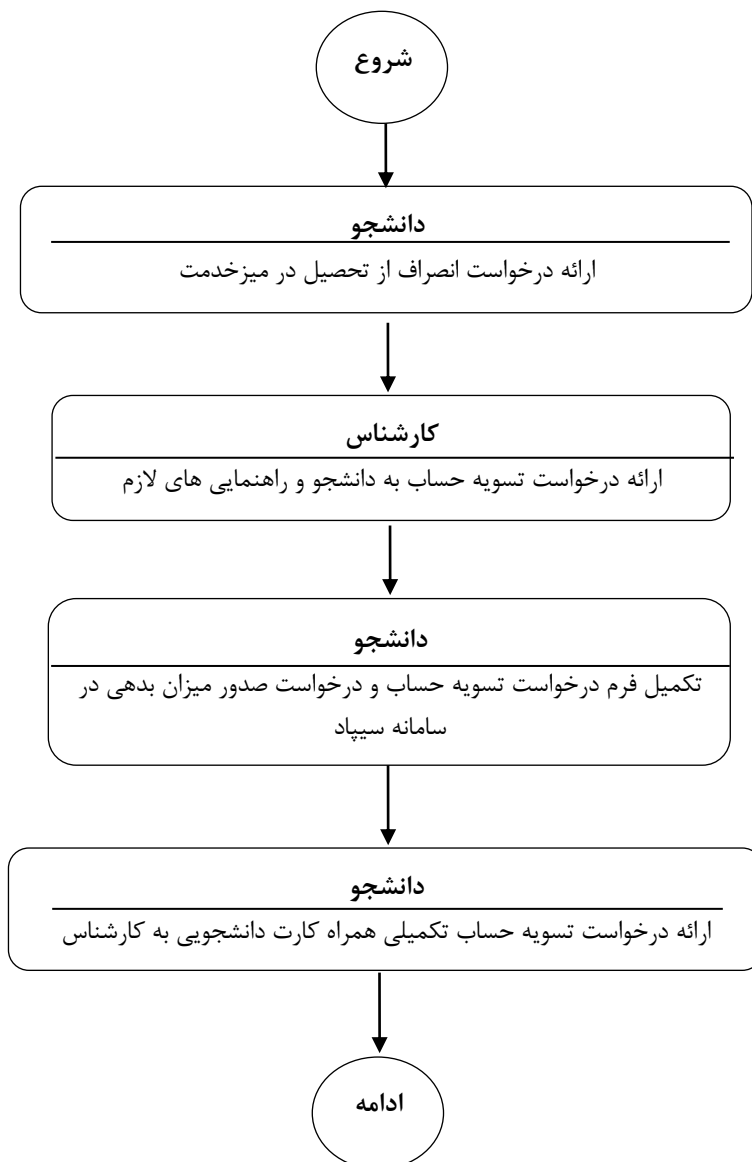 شروع
دانشجو
ارائه درخواست انصراف از تحصیل در میزخدمت
کارشناس
ارائه درخواست تسویه حساب به دانشجو و راهنمایی های لازم
دانشجو
تکمیل فرم درخواست تسویه حساب و درخواست صدور میزان بدهی در
سامانه سیپاد
دانشجو
ارائه درخواست تسویه حساب تکمیلی همراه کارت دانشجویی به کارشناس
ادامه